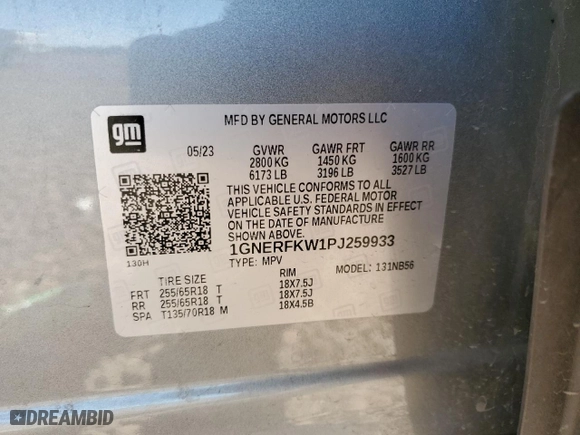 gm
MFD BY GENERAL MOTORS LLC
05/23 GVWR GAWR FRT GAWR RR
2800 KG 1450 KG 1600 KG
6173 LB 3196 LB 3527 LB
THIS VEHICLE CONFORMS TO ALL
APPLICABLE U.S. FEDERAL MOTOR
VEHICLE SAFETY STANDARDS IN EFFECT
ON THE DATE OF MANUFACTURE
SHOWN ABOVE.
1GNERFKW1PJ259933
130H
TYPE: MPV MODEL: 131NB56
TIRE SIZE RIM
FRT 255/65R18 T 18X7.5J
RR 255/65R18 T 18X7.5J
SPA T135/70R18 M 18X4.5B
DREAMBID